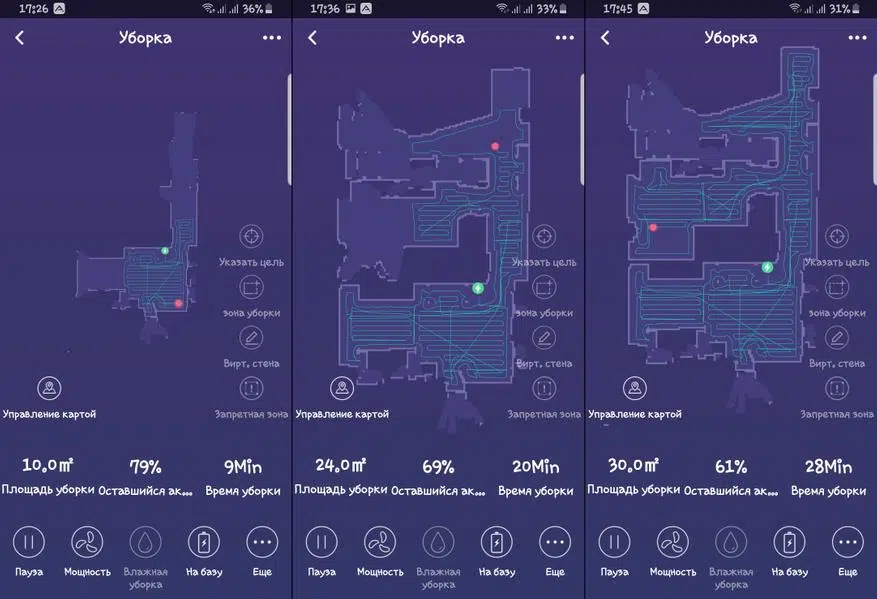 17:26 36%
Уборка
Указать цель
зона уборки
Вирт. стена
Управление картой
Запретная зона
10.0㎡ 79% 9Min
Площадь уборки Оставшийся ак... Время уборки
Пауза Мощность Влажная уборка На базу Еще
17:36 33%
Уборка
Указать цель
зона уборки
Вирт. стена
Управление картой
Запретная зона
24.0㎡ 69% 20Min
Площадь уборки Оставшийся ак... Время уборки
Пауза Мощность Влажная уборка На базу Еще
17:45 31%
Уборка
Указать цель
зона уборки
Вирт. стена
Управление картой
Запретная зона
30.0㎡ 61% 28Min
Площадь уборки Оставшийся ак... Время уборки
Пауза Мощность Влажная уборка На базу Еще